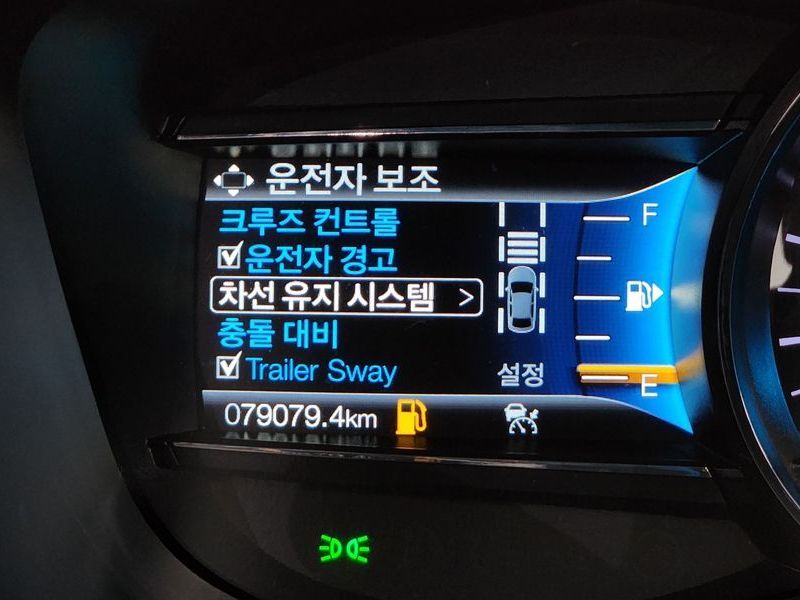 운전자 보조
크루즈 컨트롤
운전자 경고
차선 유지 시스템 >
충돌 대비
Trailer Sway
설정
F
E
079079.4km